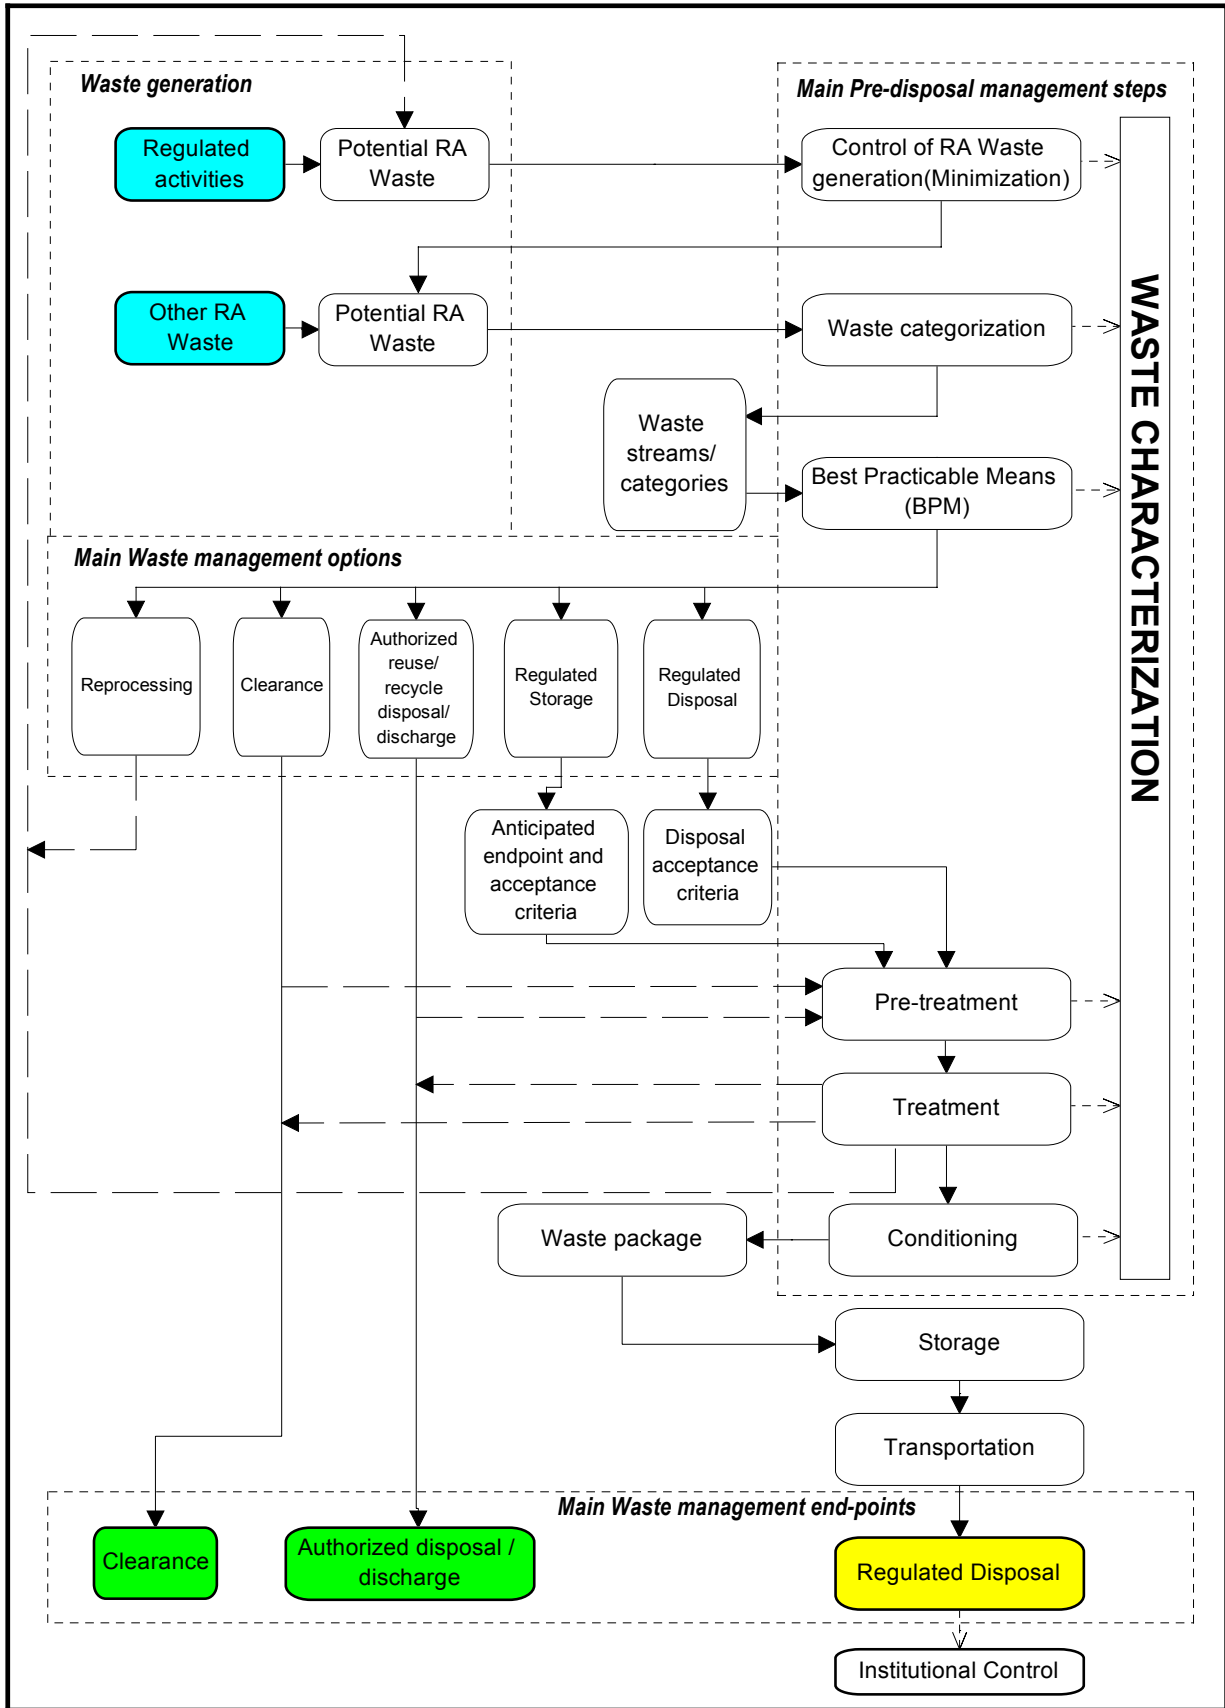 Waste generation
Main Pre-disposal management steps
Regulated
activities
Potential RA
Waste
Control of RA Waste
generation(Minimization)
Other RA
Waste
Potential RA
Waste
Waste categorization
Waste
streams/
categories
Best Practicable Means
(BPM)
WASTE CHARACTERIZATION
Main Waste management options
Reprocessing
Clearance
Authorized
reuse/
recycle
disposal/
discharge
Regulated
Storage
Regulated
Disposal
Anticipated
endpoint and
acceptance
criteria
Disposal
acceptance
criteria
Pre-treatment
Treatment
Waste package
Conditioning
Storage
Transportation
Main Waste management end-points
Clearance
Authorized disposal /
discharge
Regulated Disposal
Institutional Control